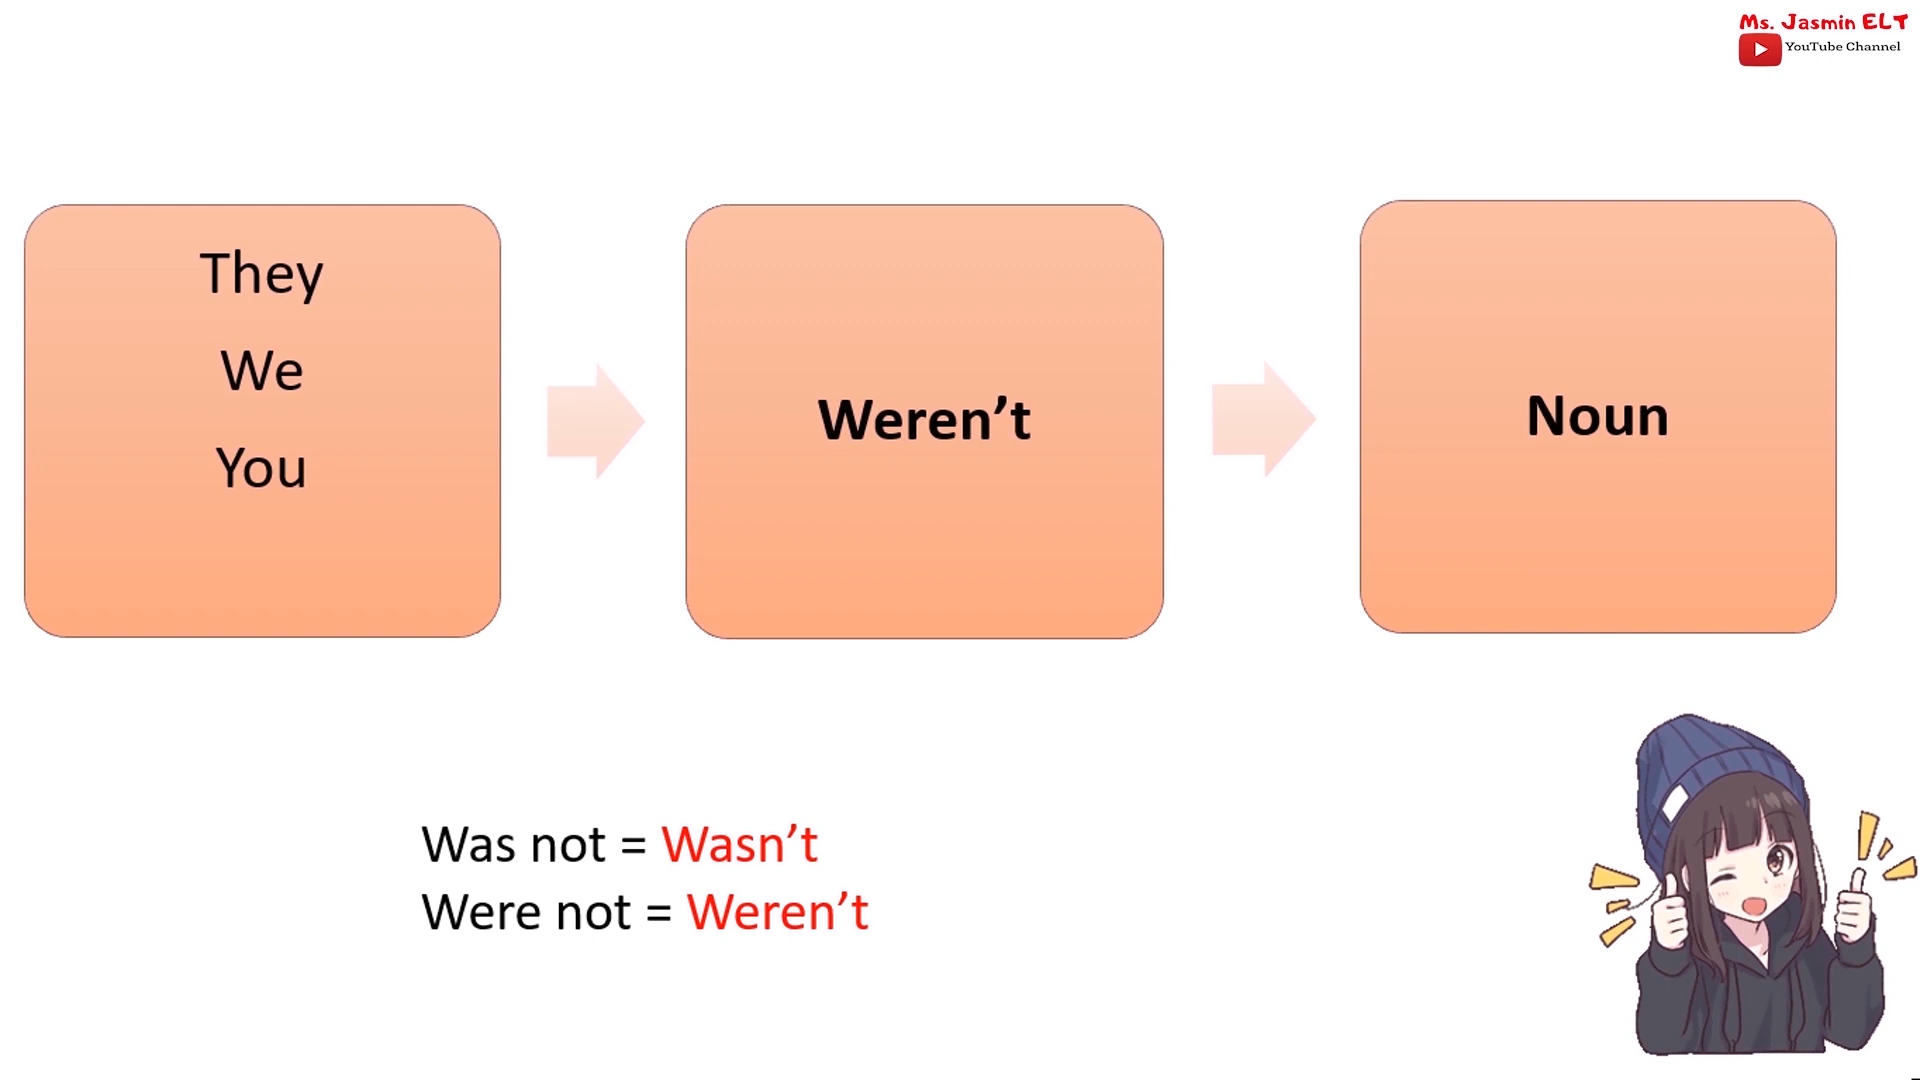 Ms. Jasmin ELT
YouTube Channel
They
We
You
Weren’t
Noun
Was not = Wasn’t
Were not = Weren’t